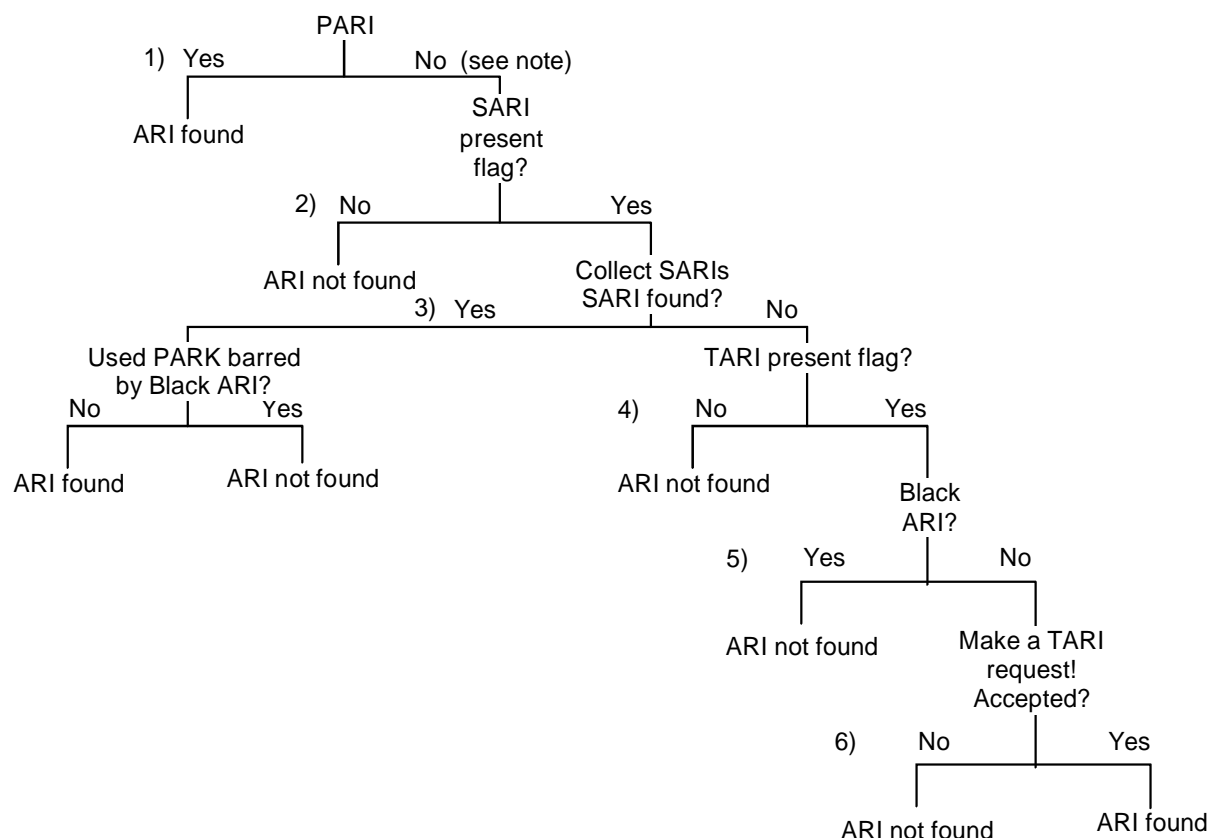 PARI
1) Yes No (see note)
ARI found
SARI
present
flag?
2) No Yes
ARI not found
Collect SARIs
SARI found?
3) Yes No
Used PARK barred
by Black ARI?
TARI present flag?
No Yes
4) No Yes
ARI found
ARI not found
ARI not found
Black
ARI?
5) Yes No
ARI not found
Make a TARI
request!
Accepted?
6) No Yes
ARI not found
ARI found